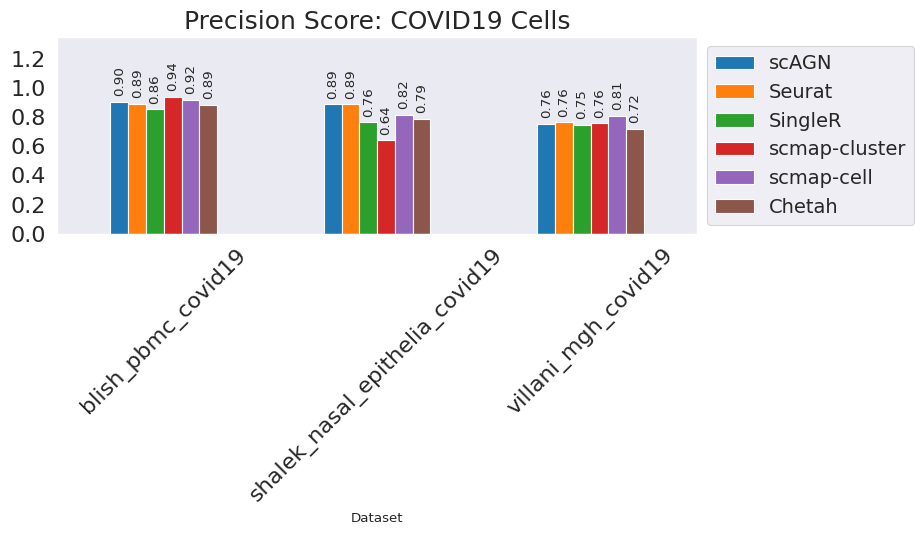 Precision Score: COVID19 Cells
1.2
1.0
0.8
0.6
0.4
0.2
0.0
0.90
0.89
0.86
0.94
0.92
0.89
0.89
0.89
0.76
0.64
0.82
0.79
0.76
0.76
0.75
0.76
0.81
0.72
scAGN
Seurat
SingleR
scmap-cluster
scmap-cell
Chetah
blish_pbmc_covid19
shalek_nasal_epithelia_covid19
villani_mgh_covid19
Dataset